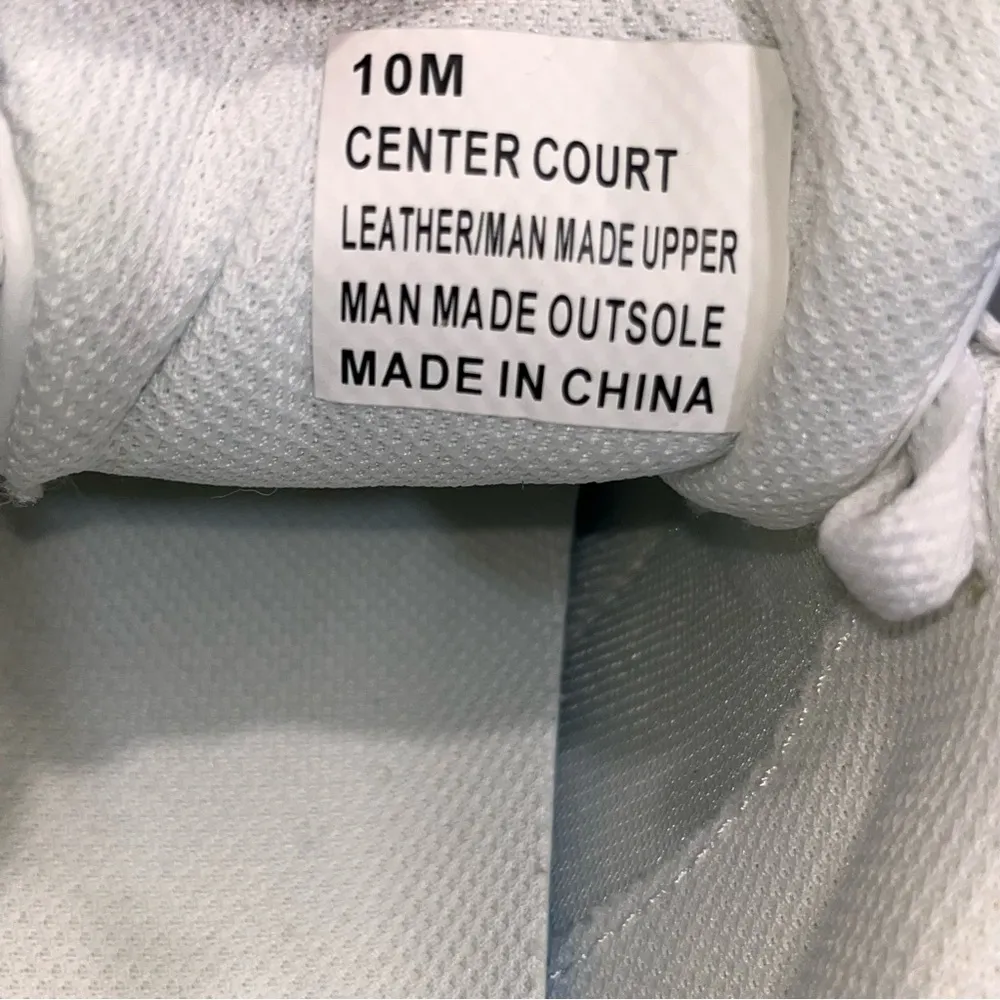 10M
CENTER COURT
LEATHER/MAN MADE UPPER
MAN MADE OUTSOLE
MADE IN CHINA